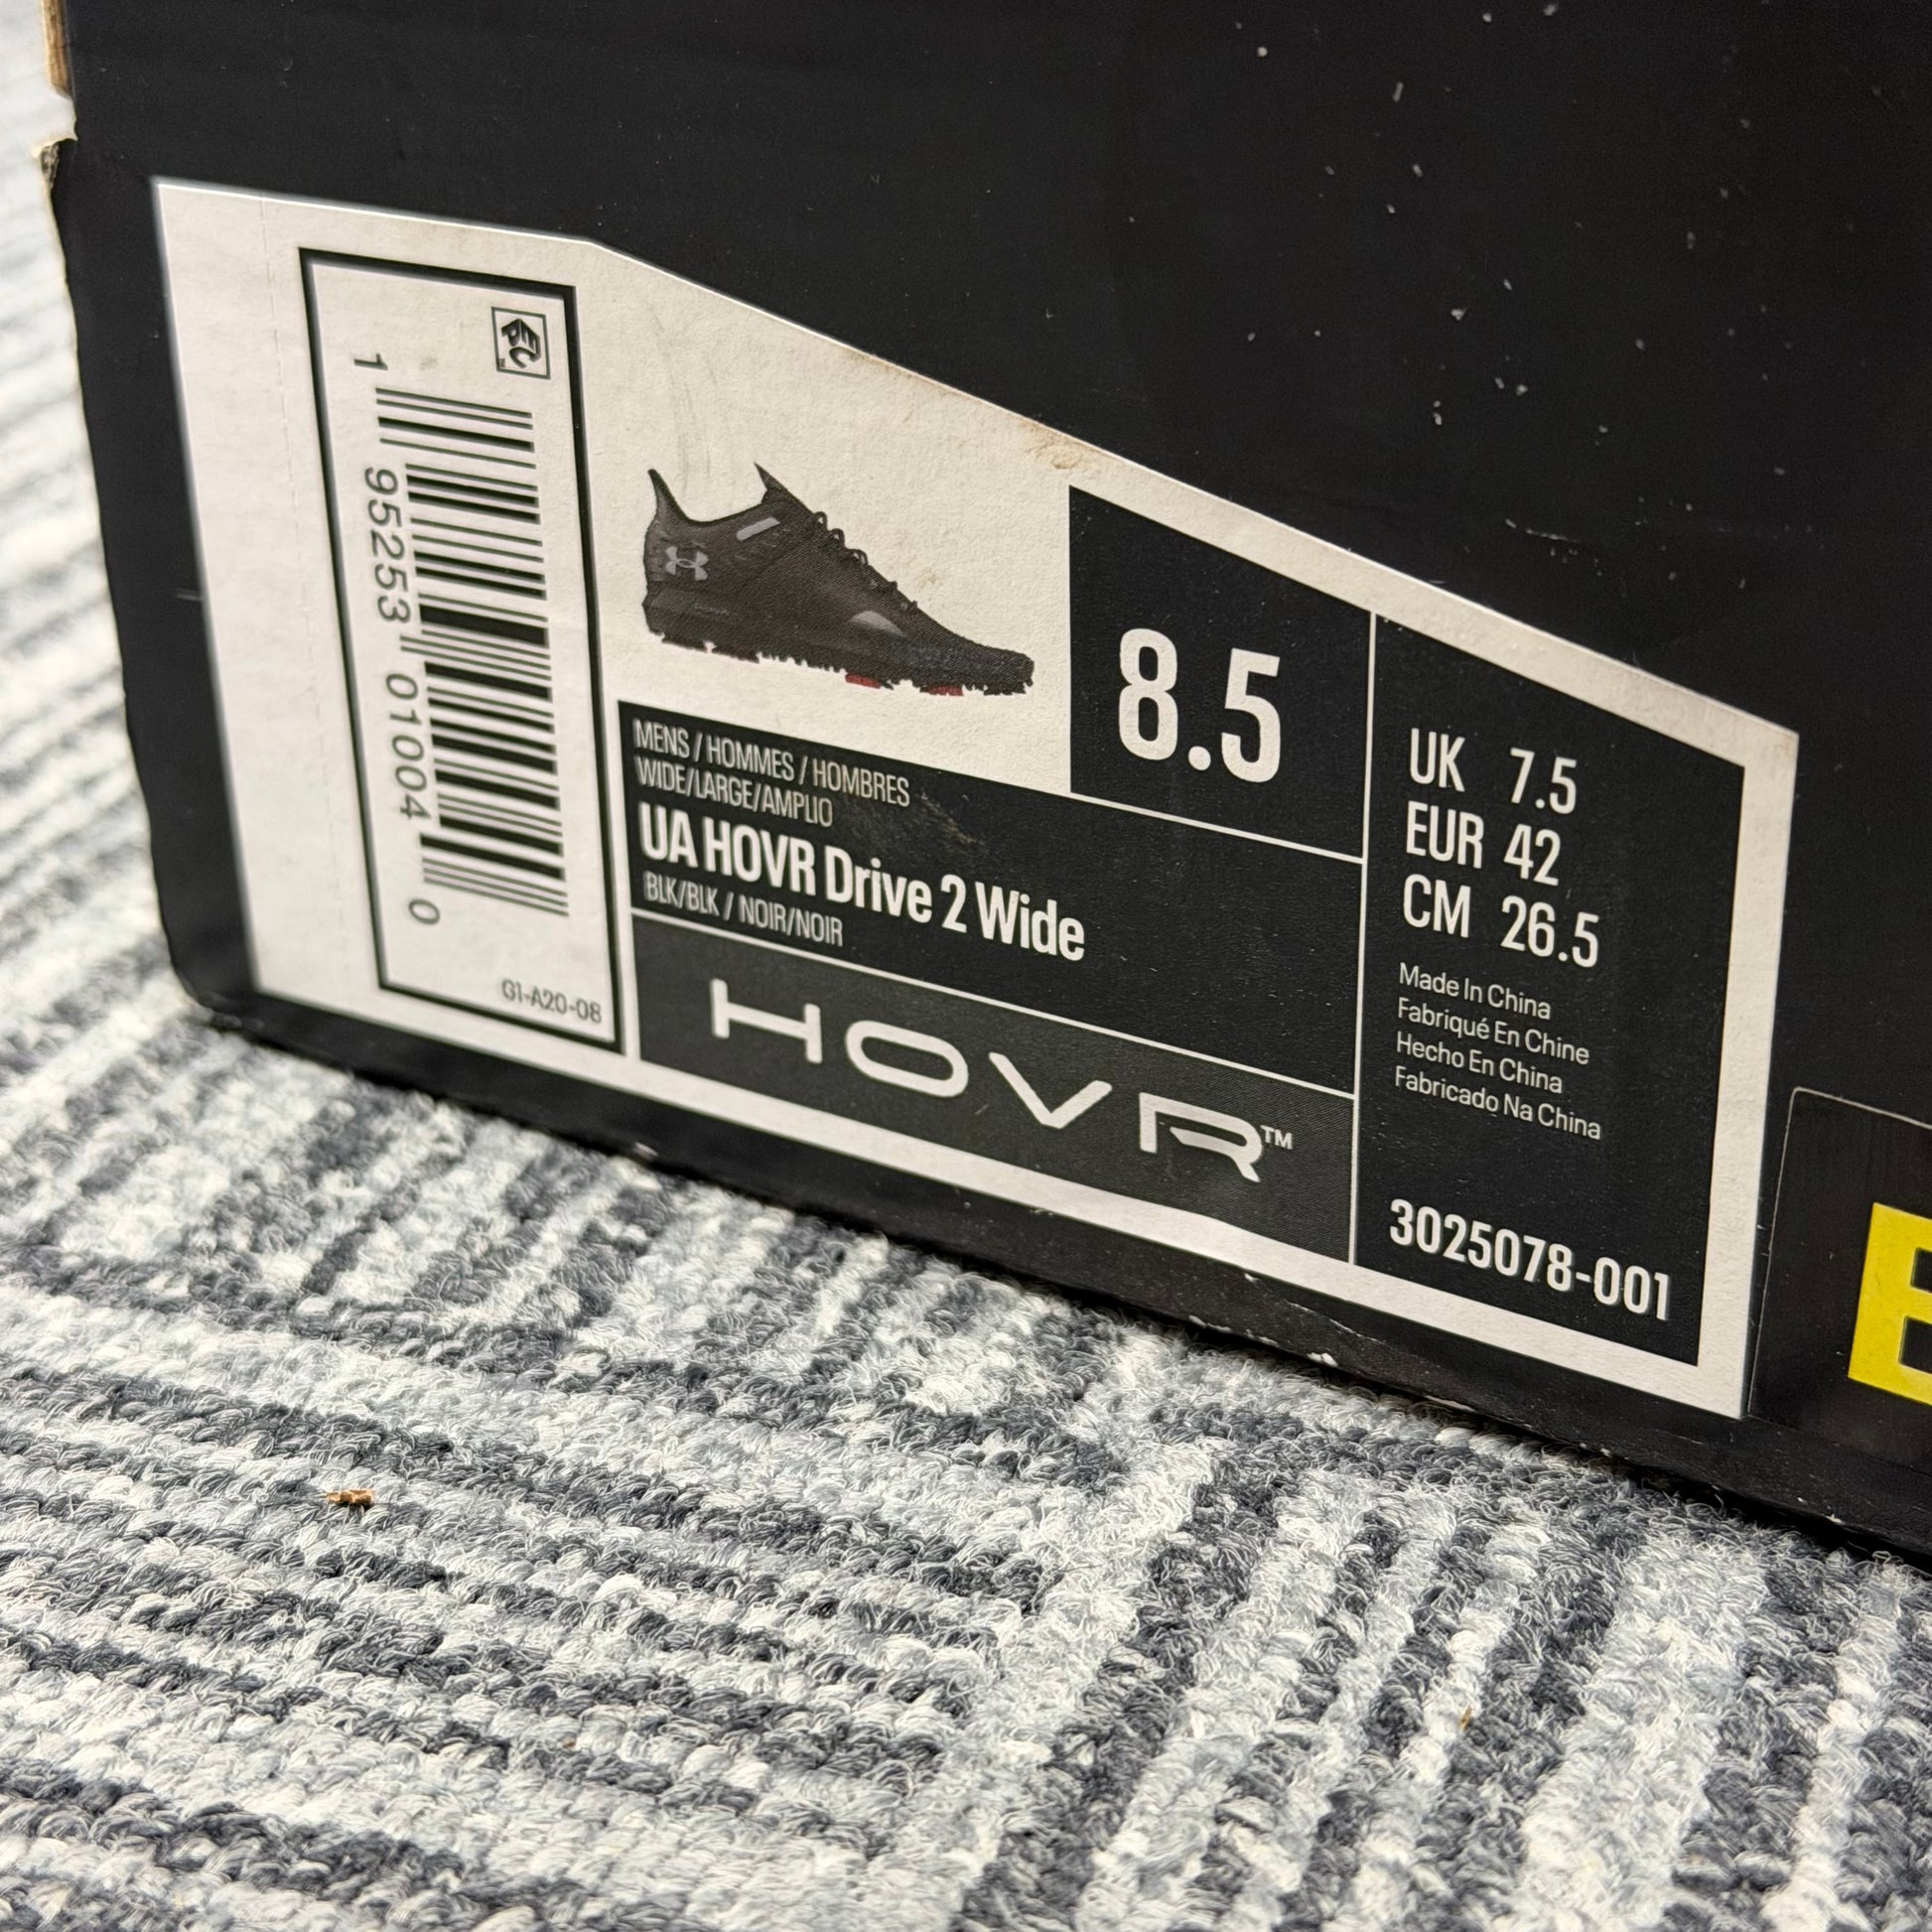 1 95253 01004 0
G1-A20-08
8.5
MENS / HOMMES / HOMBRES
WIDE/LARGE/AMPLIO
UA HOVR Drive 2 Wide
BLK/BLK / NOIR/NOIR
HOVR™
UK 7.5
EUR 42
CM 26.5
Made In China
Fabriqué En Chine
Hecho En China
Fabricado Na China
3025078-001
E